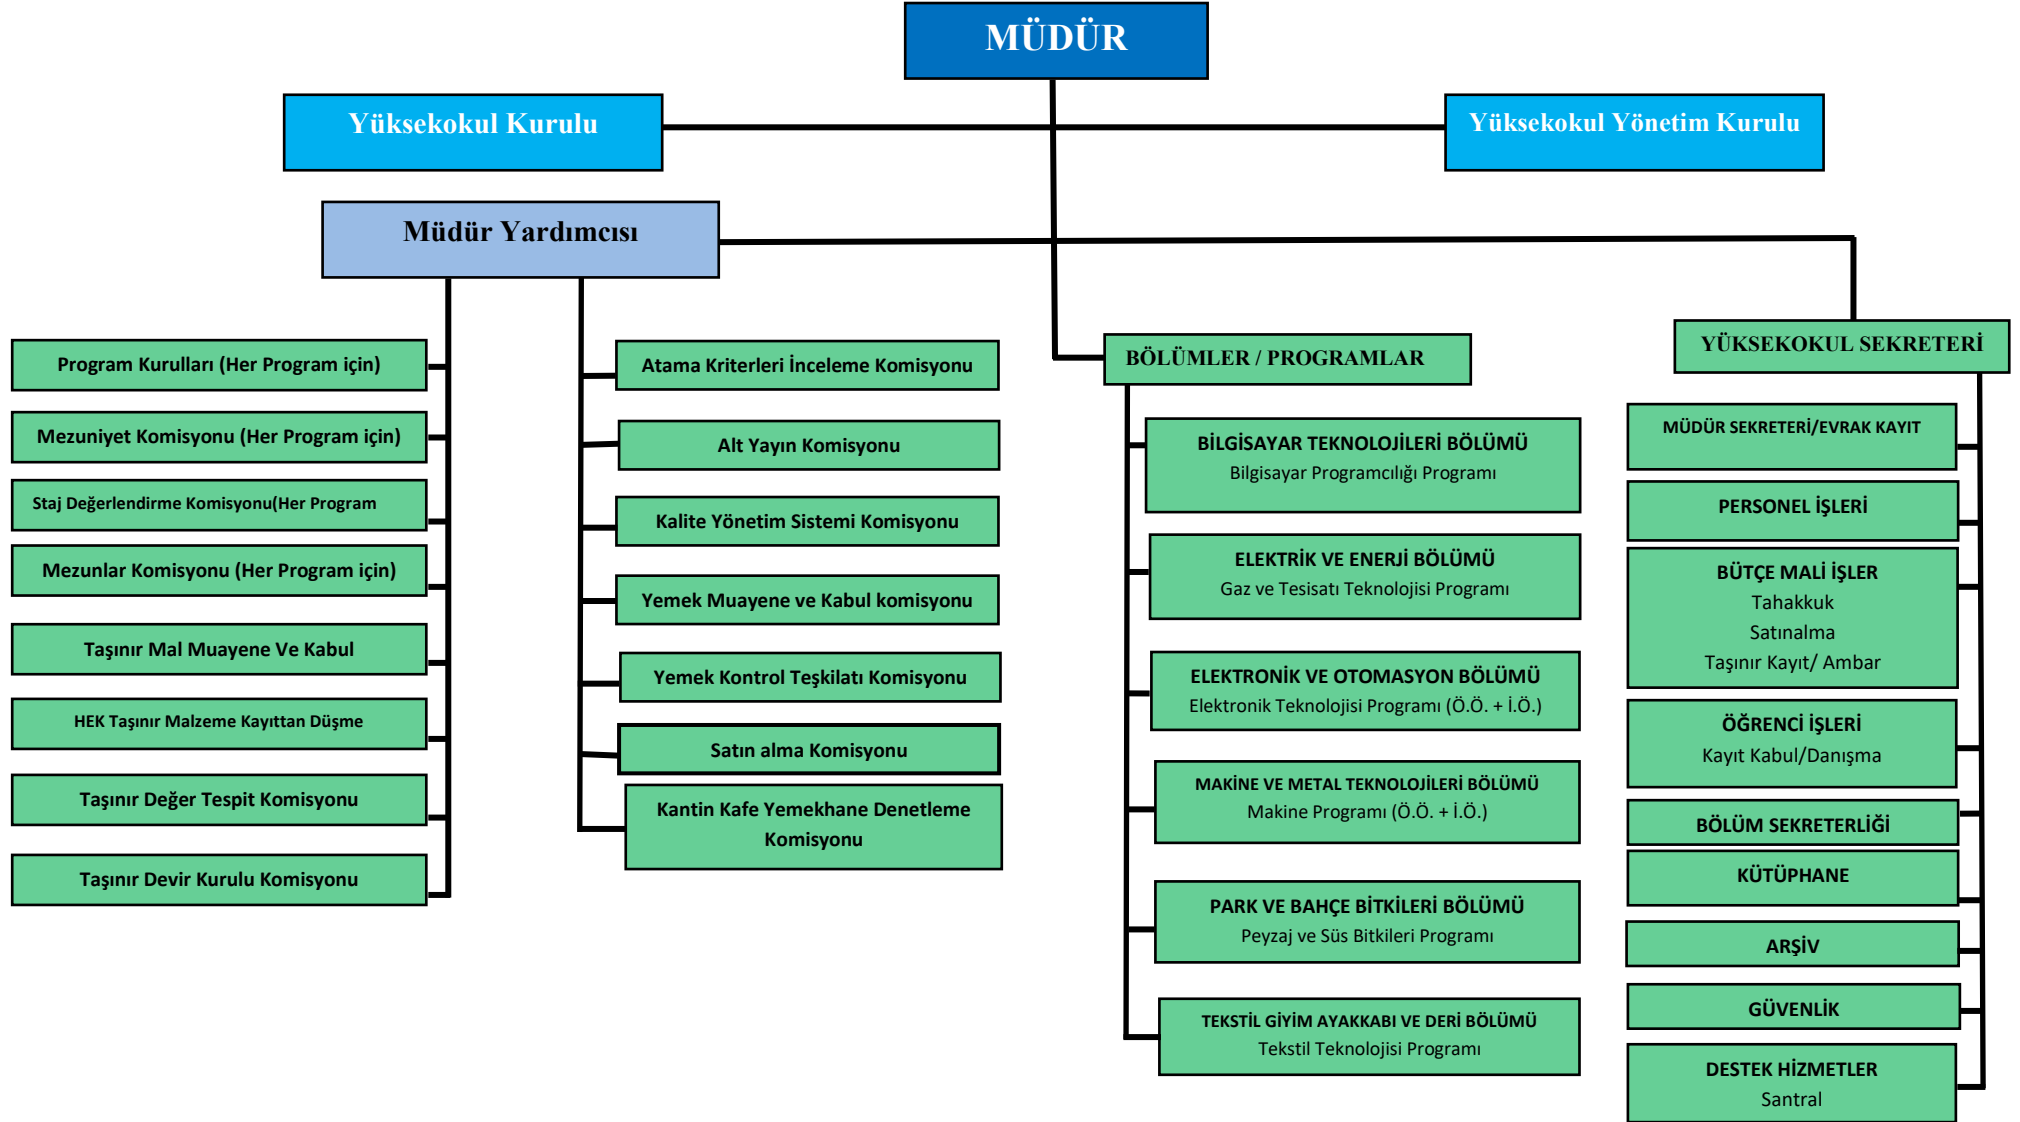 MÜDÜR
Yüksekokul Kurulu
Yüksekokul Yönetim Kurulu
Müdür Yardımcısı
Program Kurulları (Her Program için)
Mezuniyet Komisyonu (Her Program için)
Staj Değerlendirme Komisyonu(Her Program
Mezunlar Komisyonu (Her Program için)
Taşınır Mal Muayene Ve Kabul
HEK Taşınır Malzeme Kayıttan Düşme
Taşınır Değer Tespit Komisyonu
Taşınır Devir Kurulu Komisyonu
Atama Kriterleri İnceleme Komisyonu
Alt Yayın Komisyonu
Kalite Yönetim Sistemi Komisyonu
Yemek Muayene ve Kabul komisyonu
Yemek Kontrol Teşkilatı Komisyonu
Satın alma Komisyonu
Kantin Kafe Yemekhane Denetleme
Komisyonu
BÖLÜMLER / PROGRAMLAR
BİLGİSAYAR TEKNOLOJİLERİ BÖLÜMÜ
Bilgisayar Programcılığı Programı
ELEKTRİK VE ENERJİ BÖLÜMÜ
Gaz ve Tesisatı Teknolojisi Programı
ELEKTRONİK VE OTOMASYON BÖLÜMÜ
Elektronik Teknolojisi Programı (Ö.Ö. + İ.Ö.)
MAKİNE VE METAL TEKNOLOJİLERİ BÖLÜMÜ
Makine Programı (Ö.Ö. + İ.Ö.)
PARK VE BAHÇE BİTKİLERİ BÖLÜMÜ
Peyzaj ve Süs Bitkileri Programı
TEKSTİL GİYİM AYAKKABI VE DERİ BÖLÜMÜ
Tekstil Teknolojisi Programı
YÜKSEKOKUL SEKRETERİ
MÜDÜR SEKRETERİ/EVRAK KAYIT
PERSONEL İŞLERİ
BÜTÇE MALİ İŞLER
Tahakkuk
Satınalma
Taşınır Kayıt/ Ambar
ÖĞRENCİ İŞLERİ
Kayıt Kabul/Danışma
BÖLÜM SEKRETERLİĞİ
KÜTÜPHANE
ARŞİV
GÜVENLİK
DESTEK HİZMETLER
Santral